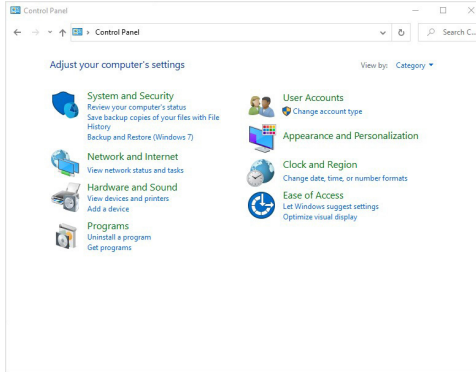 Control Panel
Control Panel
Search C...
Adjust your computer's settings
View by: Category
System and Security
Review your computer's status
Save backup copies of your files with File
History
Backup and Restore (Windows 7)
Network and Internet
View network status and tasks
Hardware and Sound
View devices and printers
Add a device
Programs
Uninstall a program
Get programs
User Accounts
Change account type
Appearance and Personalization
Clock and Region
Change date, time, or number formats
Ease of Access
Let Windows suggest settings
Optimize visual display